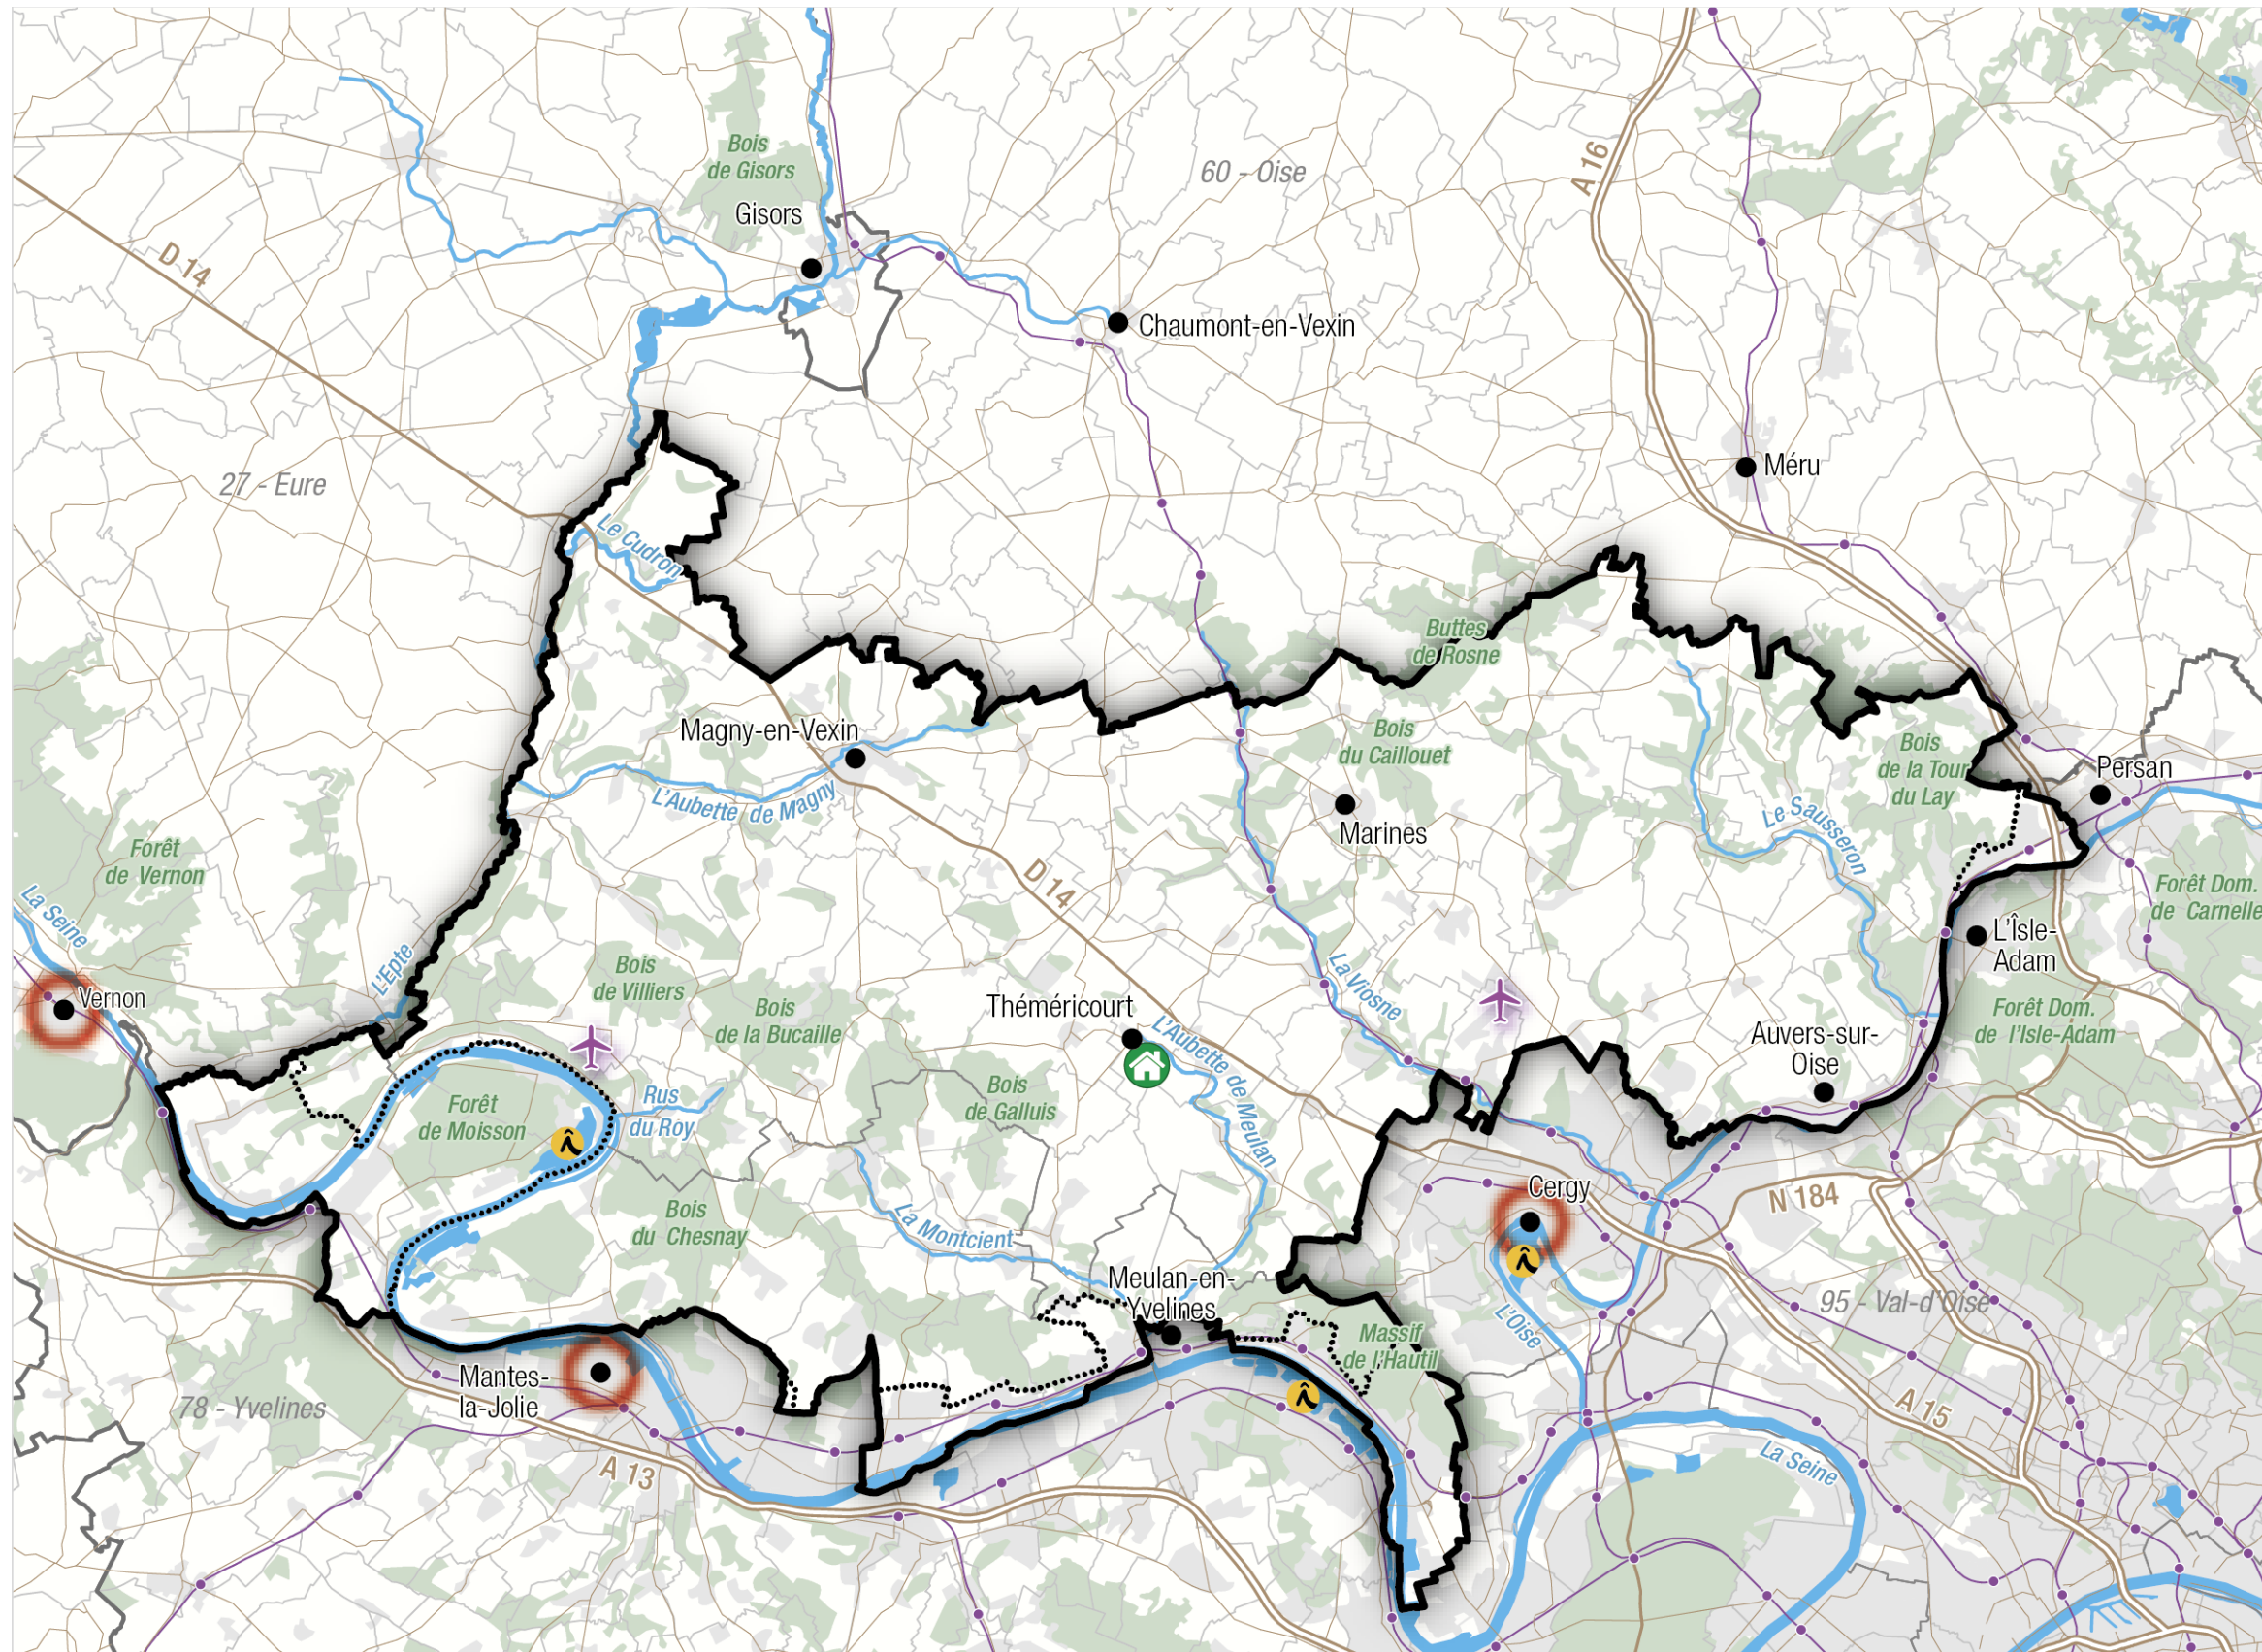 Bois
de Gisors
Gisors
60 - Oise
A 16
D 14
Chaumont-en-Vexin
Méru
27 - Eure
Le Cudron
Buttes
de Rosne
Magny-en-Vexin
Bois
du Caillouet
Bois
de la Tour
du Lay
Persan
L'Aubette de Magny
Marines
Le Sausseron
Forêt
de Vernon
La Seine
D 14
Forêt Dom.
de Carnelle
L'Îsle-
Adam
L'Epte
Bois
de Villiers
La Viosne
Vernon
Bois
de la Bucaille
Théméricourt
L'Aubette de Meulan
Forêt Dom.
de l'Isle-Adam
Auvers-sur-
Oise
Forêt
de Moisson
Rus
du Roy
Bois
de Galluis
Cergy
N 184
Bois
du Chesnay
La Montcient
Meulan-en-
Yvelines
L'Oise
95 - Val-d'Oise
Massif
de l'Hautil
Mantes-
la-Jolie
78 - Yvelines
A 15
A 13
La Seine